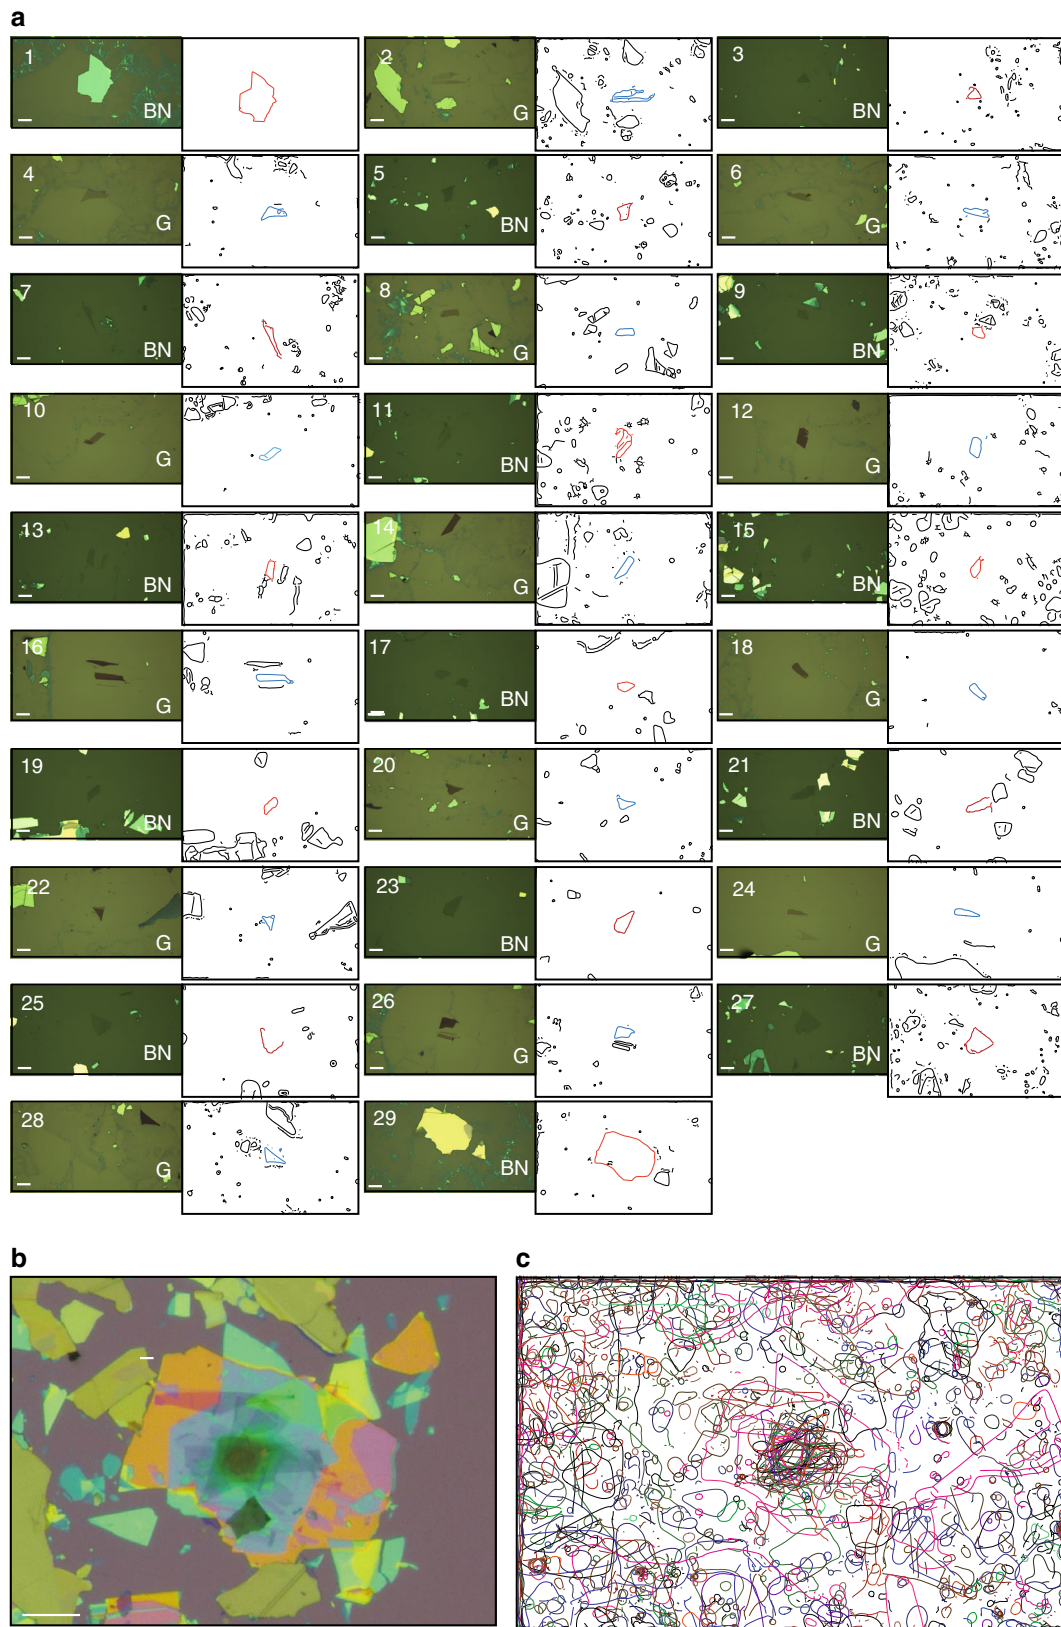 a
1 BN 2 G 3 BN
4 G 5 BN 6 G
7 BN 8 G 9 BN
10 G 11 BN 12 G
13 BN 14 G 15 BN
16 G 17 BN 18 G
19 BN 20 G 21 BN
22 G 23 BN 24 G
25 BN 26 G 27 BN
28 G 29 BN
b c